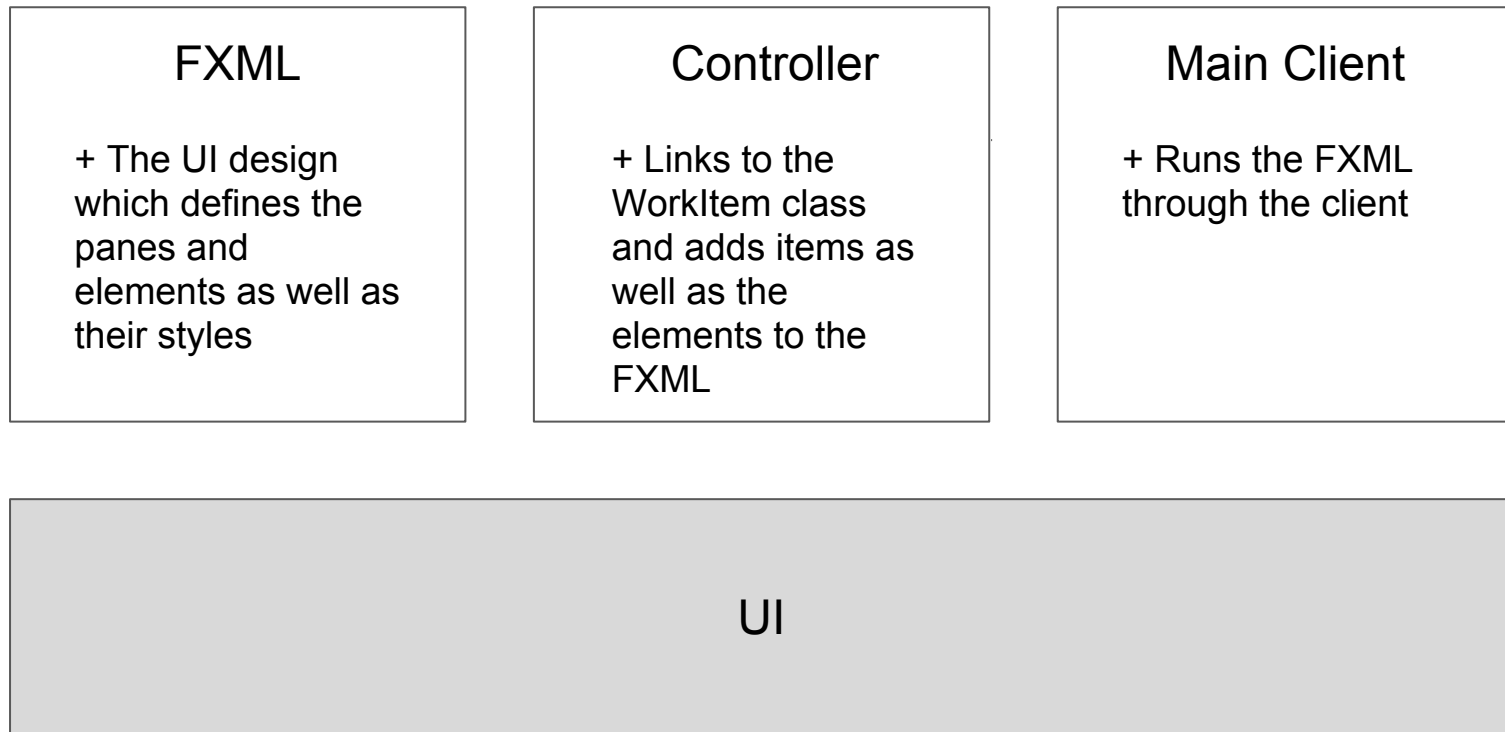 FXML
+ The UI design
which defines the
panes and
elements as well as
their styles
Controller
+ Links to the
WorkItem class
and adds items as
well as the
elements to the
FXML
Main Client
+ Runs the FXML
through the client
UI